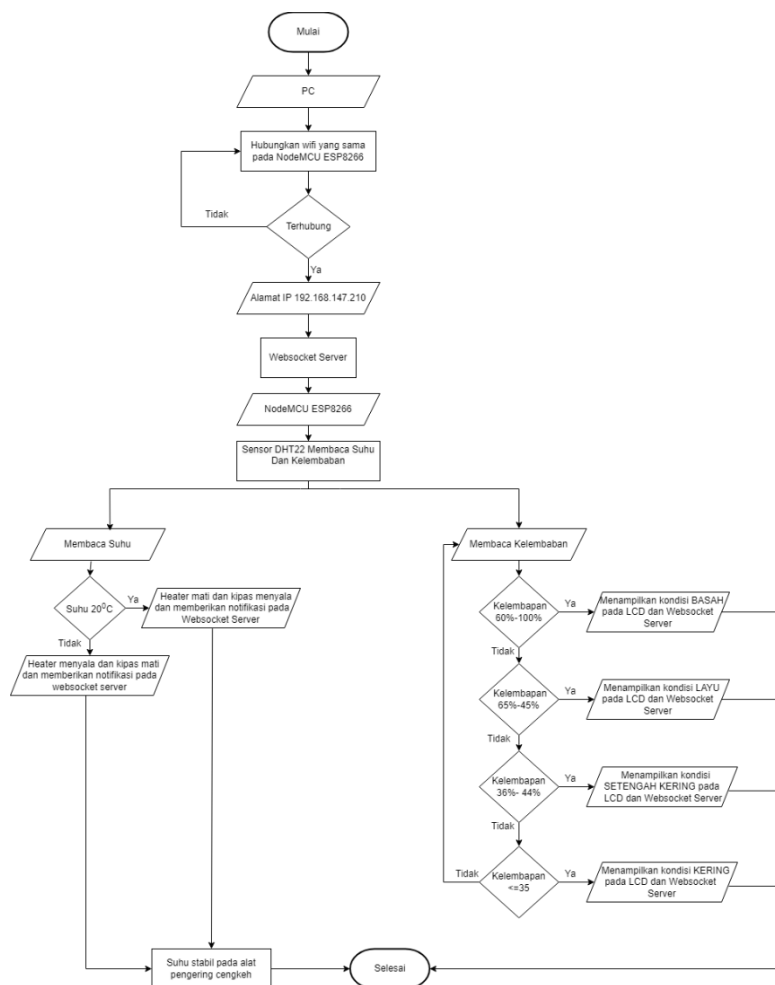 Mulai
PC
Hubungkan wifi yang sama
pada NodeMCU ESP8266
Tidak
Terhubung
Ya
Alamat IP 192.168.147.210
Websocket Server
NodeMCU ESP8266
Sensor DHT22 Membaca Suhu
Dan Kelembaban
Membaca Suhu
Suhu 20⁰C
Ya
Heater mati dan kipas menyala
dan memberikan notifikasi pada
Websocket Server
Tidak
Heater menyala dan kipas mati
dan memberikan notifikasi pada
websocket server
Membaca Kelembaban
Kelembapan
60%-100%
Ya
Menampilkan kondisi BASAH
pada LCD dan Websocket
Server
Tidak
Kelembapan
65%-45%
Ya
Menampilkan kondisi LAYU
pada LCD dan Websocket
Server
Tidak
Kelembapan
36%- 44%
Ya
Menampilkan kondisi
SETENGAH KERING pada
LCD dan Websocket Server
Tidak
Kelembapan
<=35
Tidak
Ya
Menampilkan kondisi KERING
pada LCD dan Websocket
Server
Suhu stabil pada alat
pengering cengkeh
Selesai